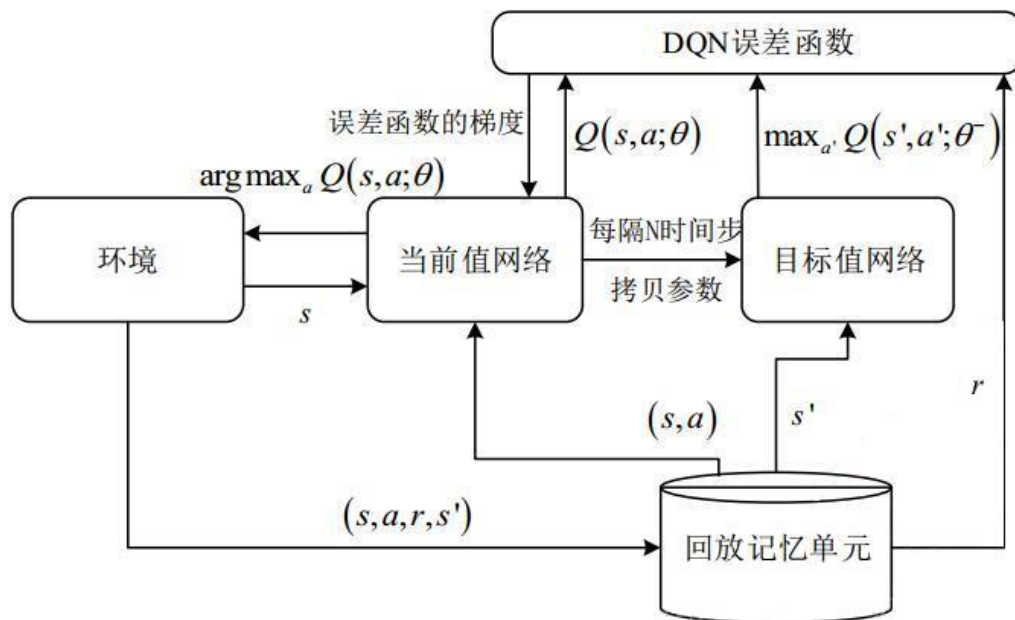 DQN误差函数
误差函数的梯度
Q(s,a;θ)
max_{a'} Q(s',a';θ⁻)
arg max_a Q(s,a;θ)
环境
当前值网络
每隔N时间步
拷贝参数
目标值网络
s
(s,a)
s'
r
(s,a,r,s')
回放记忆单元